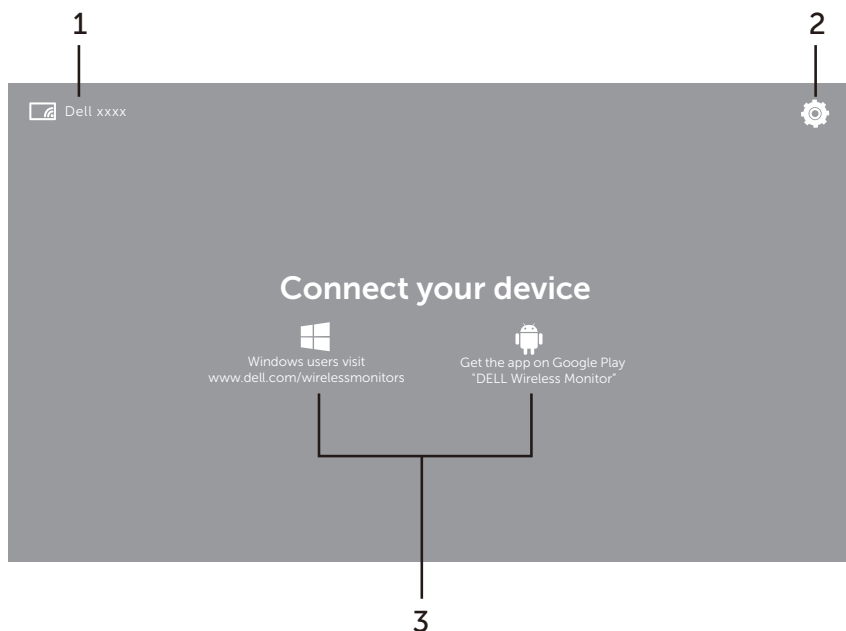 1
2
Dell xxxx
Connect your device
Windows users visit
www.dell.com/wirelessmonitors
Get the app on Google Play
"DELL Wireless Monitor"
3